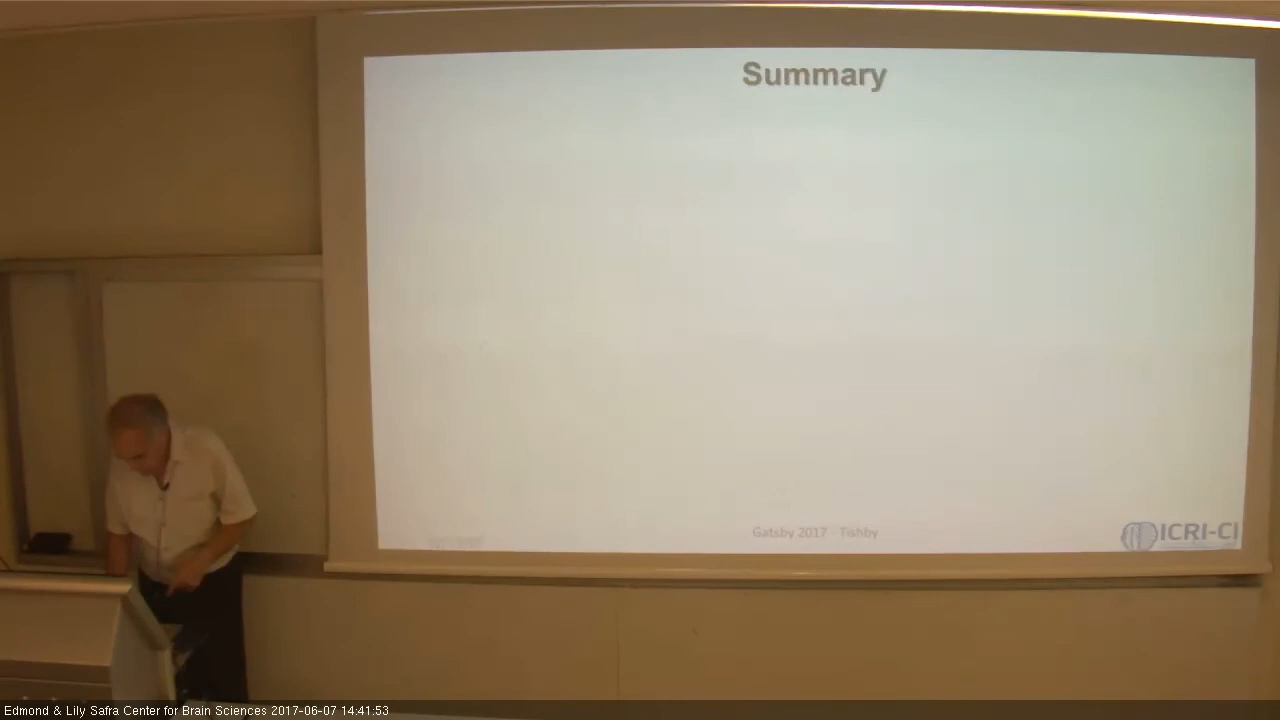 Summary
Gatsby 2017 - Tishby
ICRI-CI
Edmond & Lily Safra Center for Brain Sciences 2017-06-07 14:41:53